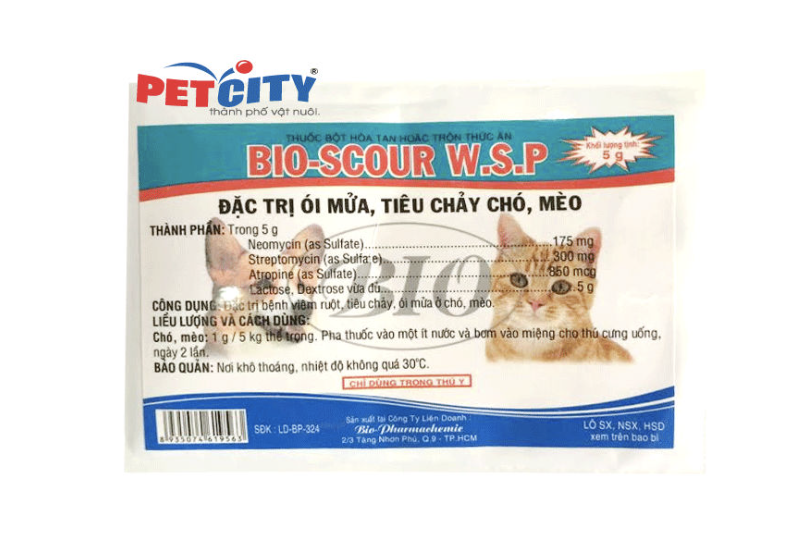 PETCITY®
thành phố vật nuôi.
THUỐC BỘT HÒA TAN HOẶC TRỘN THỨC ĂN
BIO-SCOUR W.S.P
Khối lượng tịnh:
5 g
ĐẶC TRỊ ÓI MỬA, TIÊU CHẢY CHÓ, MÈO
THÀNH PHẦN: Trong 5 g
Neomycin (as Sulfate)....................175 mg
Streptomycin (as Sulfate)....................300 mg
Atropine (as Sulfate)....................850 mcg
Lactose, Dextrose vừa đủ....................5 g
BIO
CÔNG DỤNG: Đặc trị bệnh viêm ruột, tiêu chảy, ói mửa ở chó, mèo.
LIỀU LƯỢNG VÀ CÁCH DÙNG:
Chó, mèo: 1 g / 5 kg thể trọng. Pha thuốc vào một ít nước và bơm vào miệng cho thú cưng uống,
ngày 2 lần.
BẢO QUẢN: Nơi khô thoáng, nhiệt độ không quá 30°C.
CHỈ DÙNG TRONG THÚ Y
8935074619563
SĐK : LD-BP-324
Sản xuất tại Công Ty Liên Doanh :
Bio-Pharmachemie
2/3 Tăng Nhơn Phú, Q.9 - TP.HCM
LÔ SX, NSX, HSD
xem trên bao bì